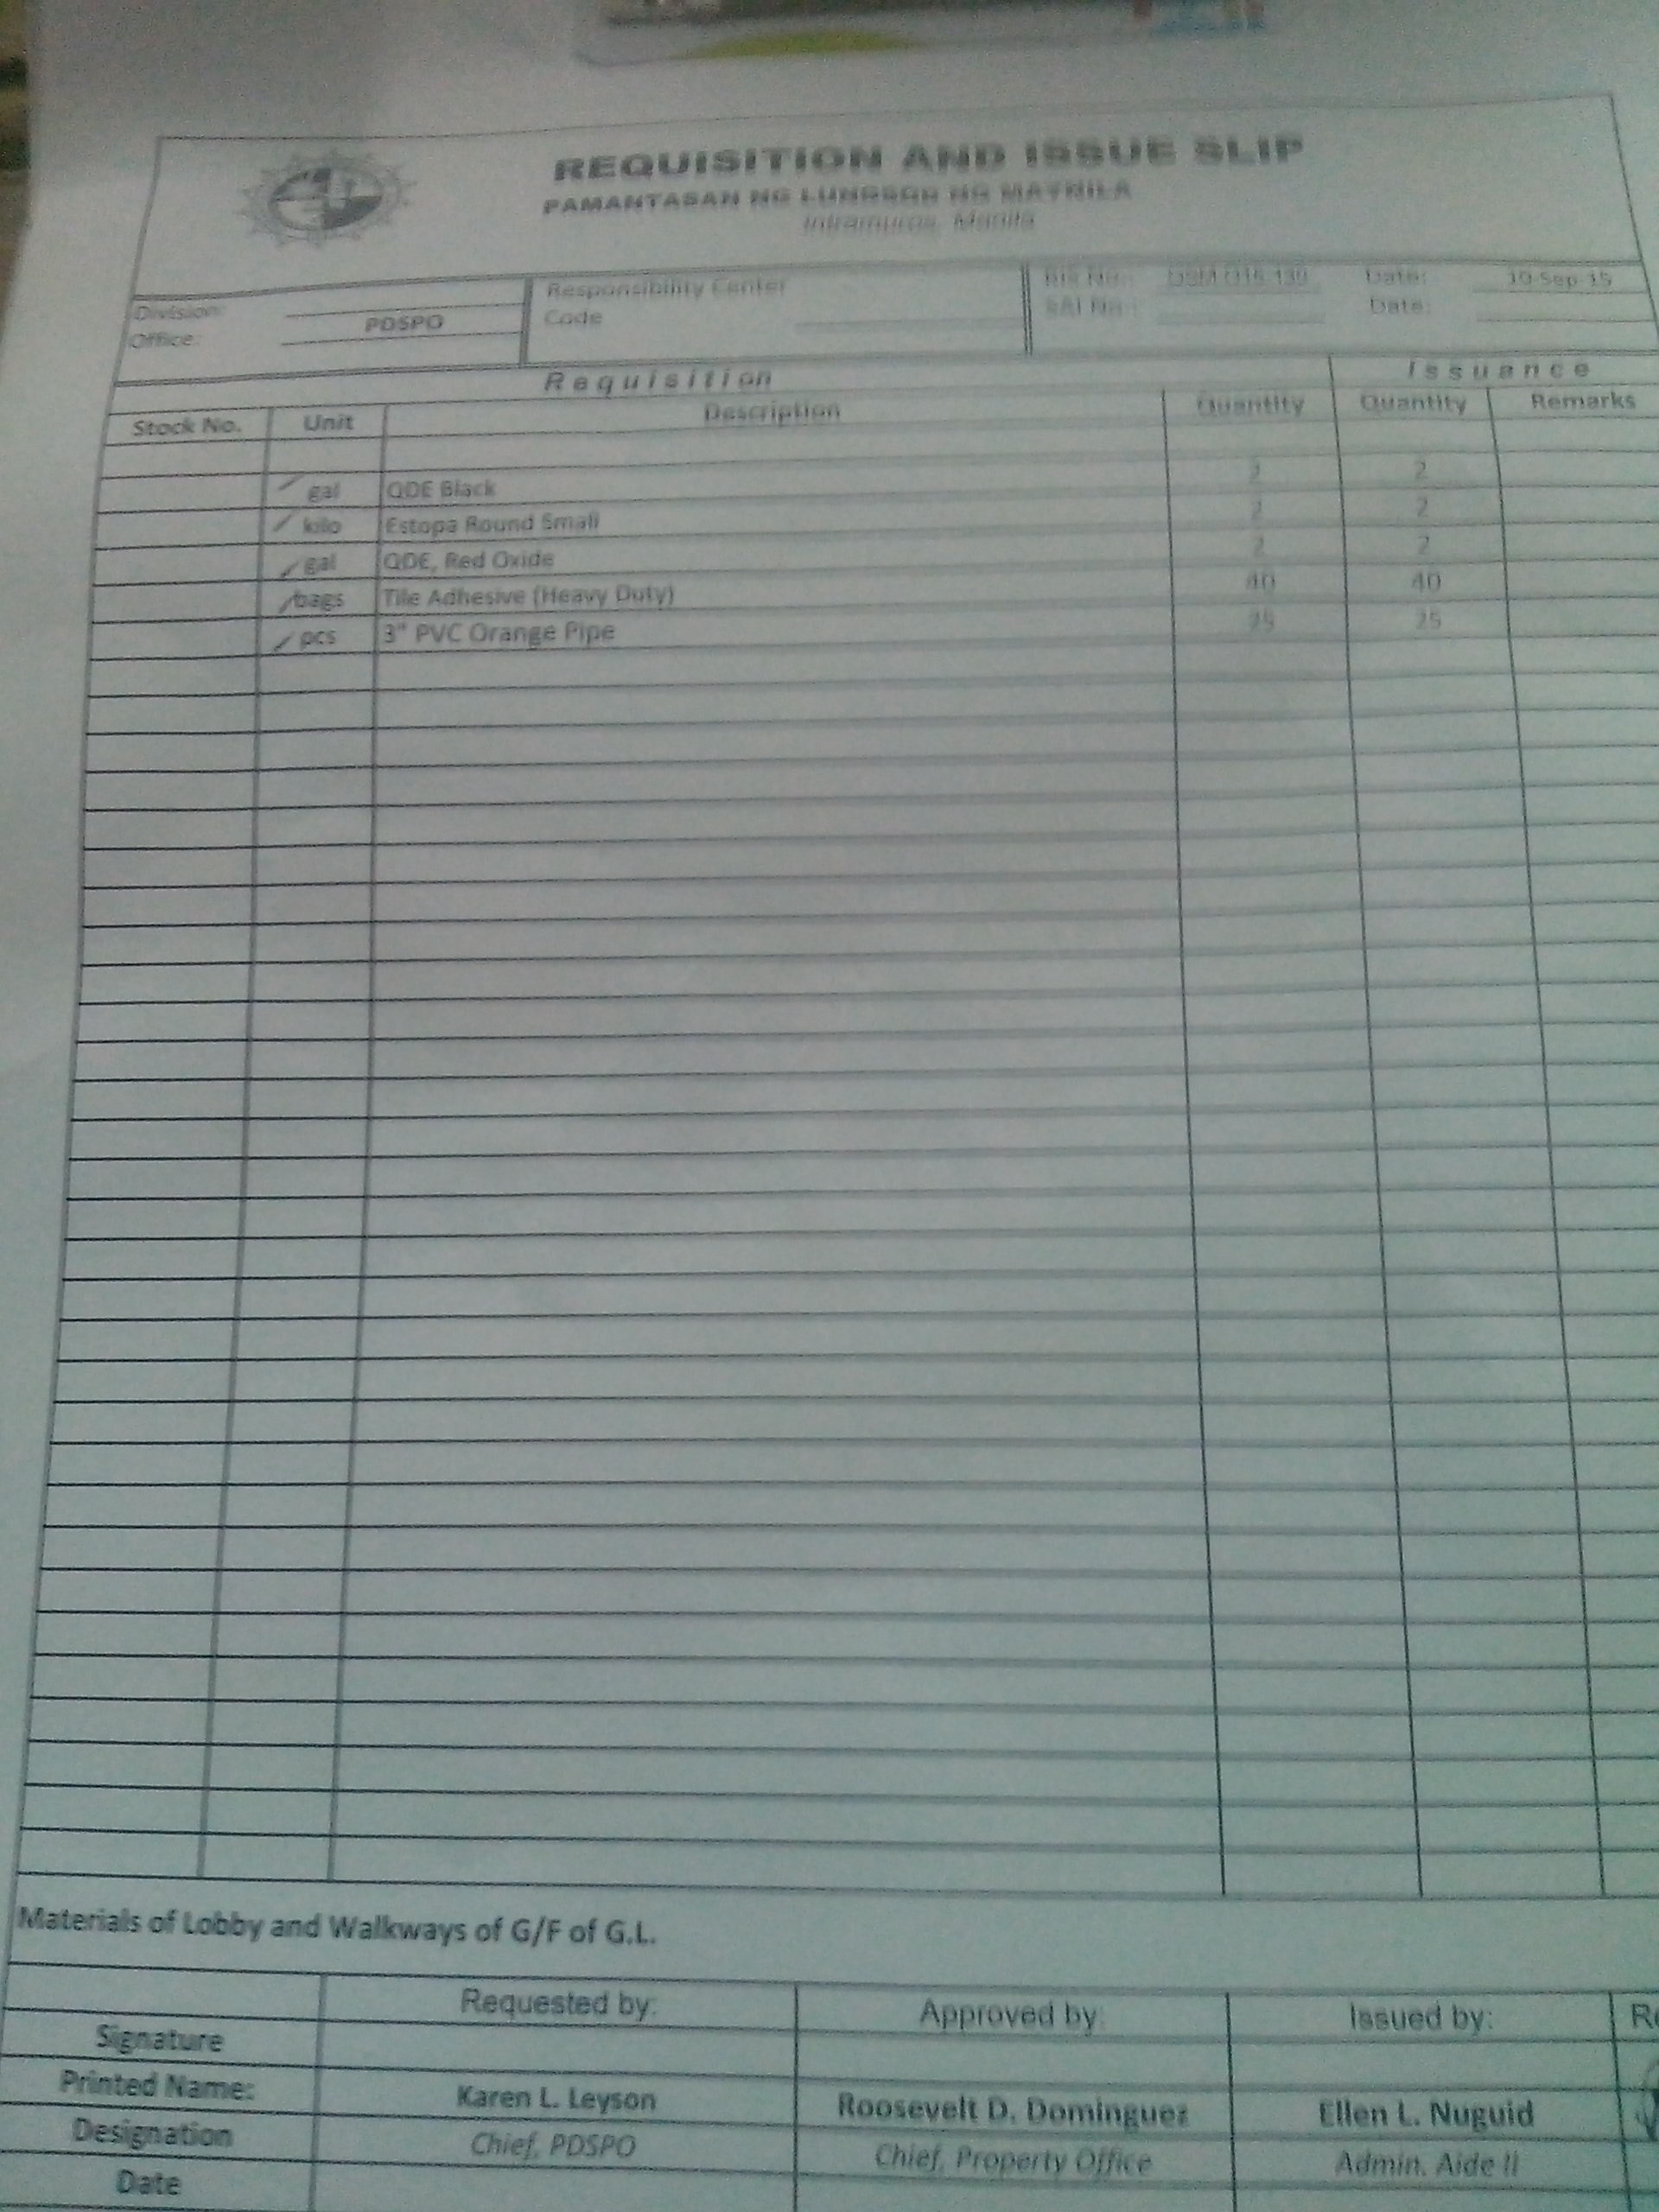 REQUISITION AND ISSUE SLIP
PAMANTASAN NG LUNGSOD NG MAYNILA
Intramuros, Manila
Division:
Office: PDSPO
Responsibility Center
Code
RIS No.: Date: 10-Sep-15
SAI No.: Date:
Requisition Issuance
Stock No. Unit Description Quantity Quantity Remarks
gal QDE Black 2
kilo Estopa Round Small 2 2
gal QDE, Red Oxide 2 2
bags Tile Adhesive (Heavy Duty) 40 40
pcs 3" PVC Orange Pipe 25 25
Materials of Lobby and Walkways of G/F of G.L.
Requested by: Approved by: Issued by: Re
Signature
Printed Name: Karen L. Leyson Roosevelt D. Dominguez Ellen L. Nuguid
Designation Chief, PDSPO Chief, Property Office Admin. Aide II
Date